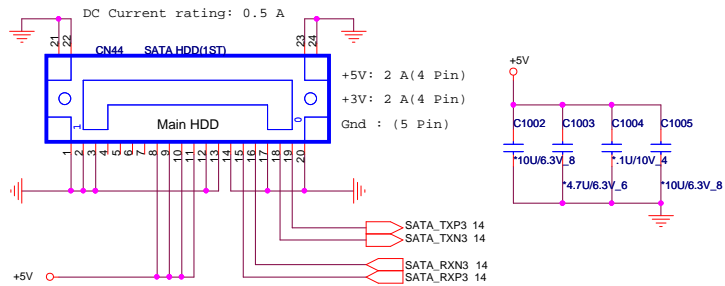 DC Current rating: 0.5 A
21 22 23 24
CN44 SATA HDD(1ST)
+5V: 2 A(4 Pin)
+3V: 2 A(4 Pin)
Gnd : (5 Pin)
Main HDD
1 0
1 2 3 4 5 6 7 8 9 10 11 12 13 14 15 16 17 18 19 20
SATA_TXP3 14
SATA_TXN3 14
SATA_RXN3 14
SATA_RXP3 14
+5V
+5V
C1002 C1003 C1004 C1005
*10U/6.3V_8 *.1U/10V_4
*4.7U/6.3V_6 *10U/6.3V_8